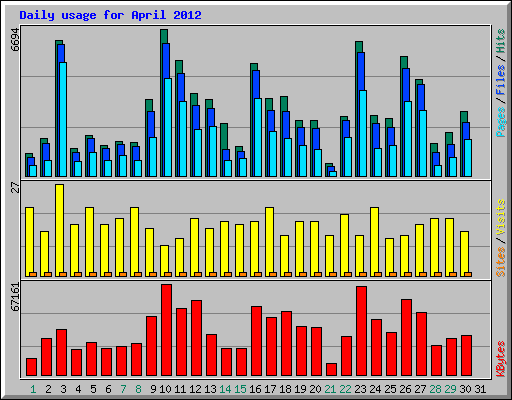 Daily usage for April 2012
6694
Pages / Files / Hits
27
Sites / Visits
67161
KBytes
1 2 3 4 5 6 7 8 9 10 11 12 13 14 15 16 17 18 19 20 21 22 23 24 25 26 27 28 29 30 31